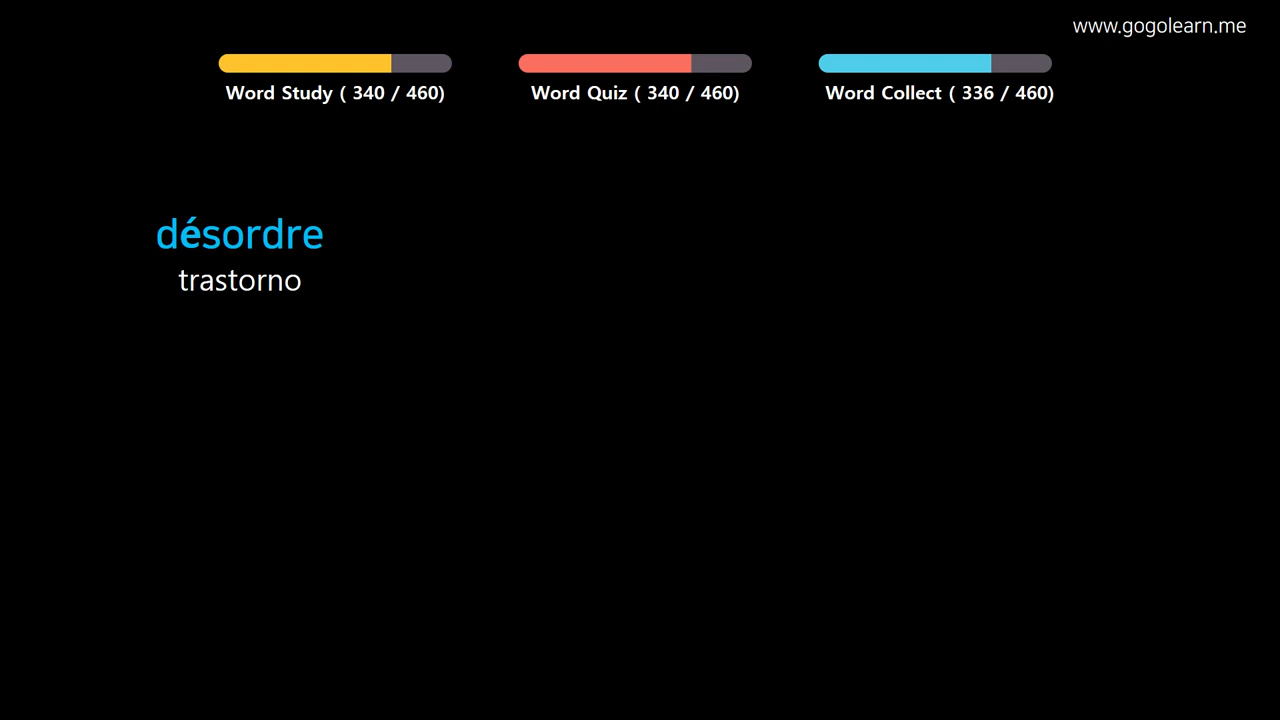 www.gogolearn.me
Word Study ( 340 / 460)
Word Quiz ( 340 / 460)
Word Collect ( 336 / 460)
désordre
trastorno